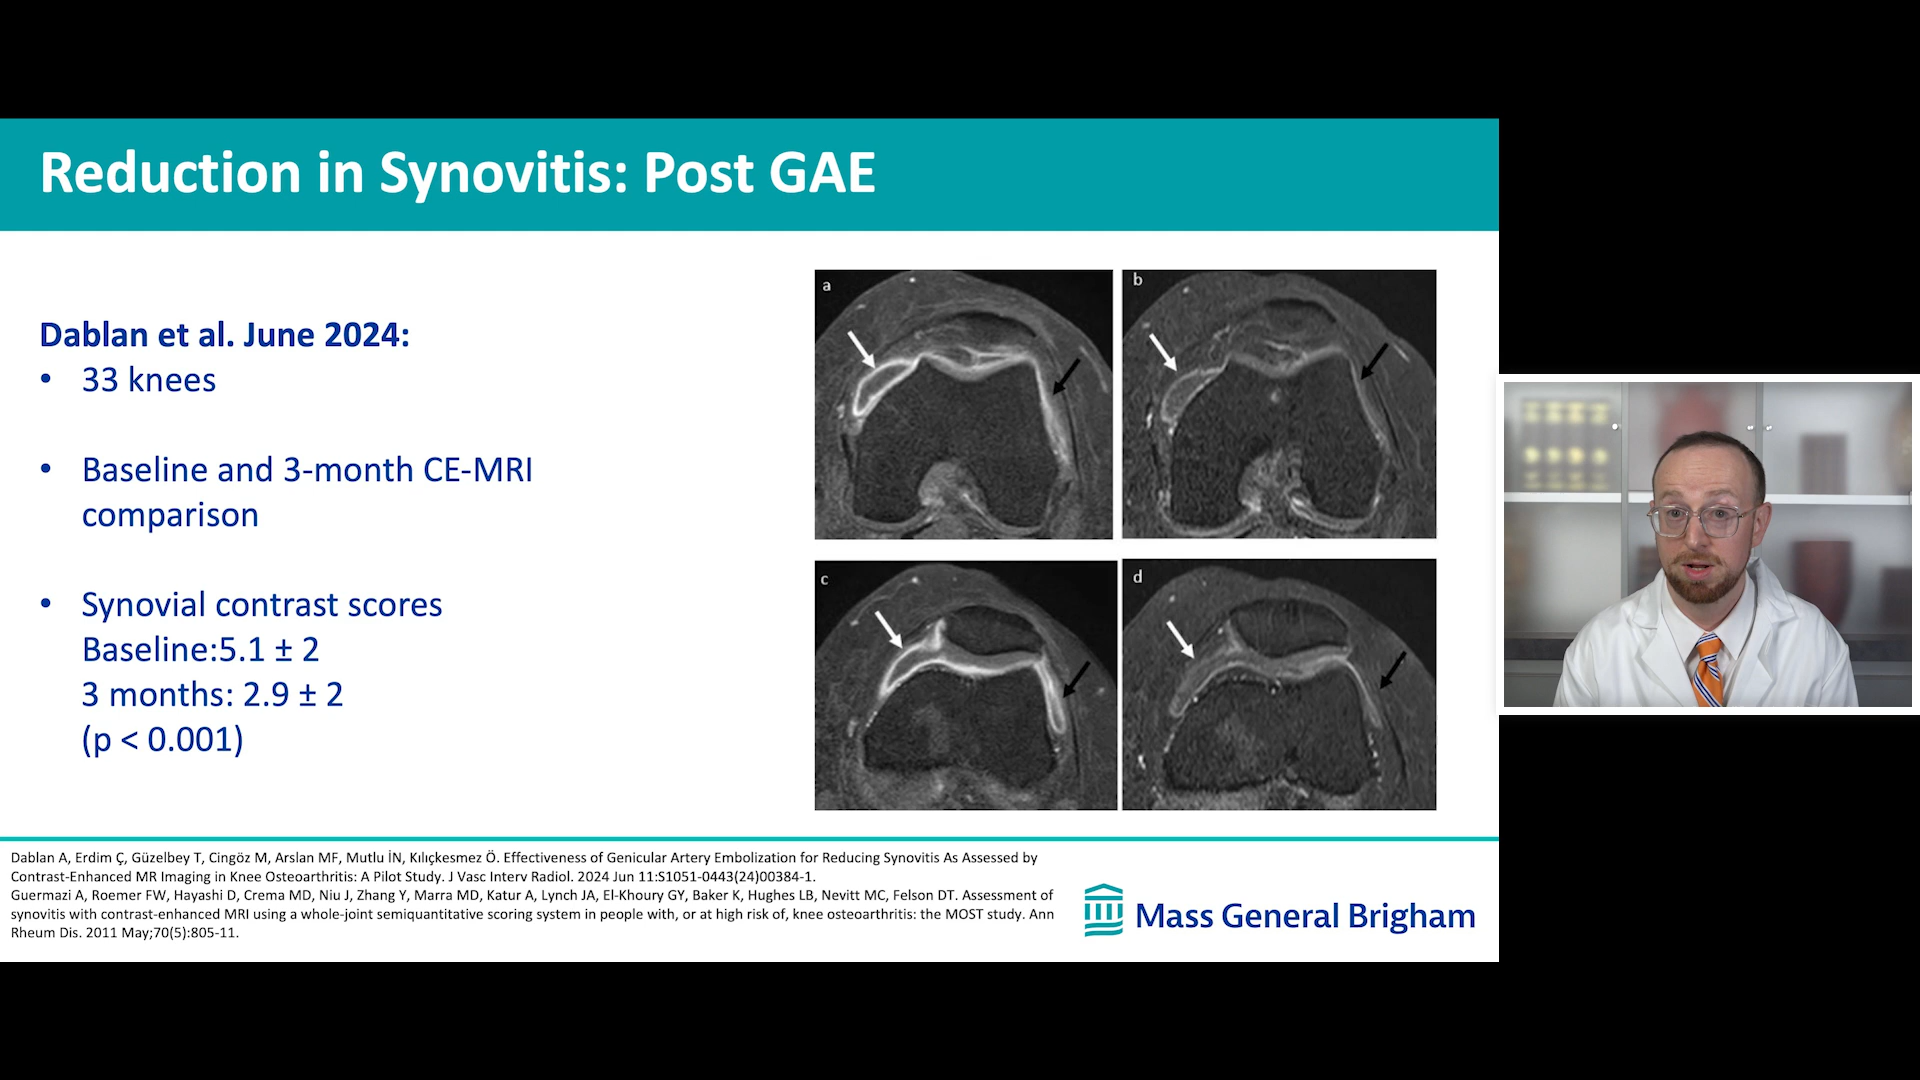 Reduction in Synovitis: Post GAE
Dablan et al. June 2024:
• 33 knees
• Baseline and 3-month CE-MRI
comparison
• Synovial contrast scores
Baseline:5.1 ± 2
3 months: 2.9 ± 2
(p < 0.001)
a
b
c
d
Dablan A, Erdim Ç, Güzelbey T, Cingöz M, Arslan MF, Mutlu İN, Kılıçkesmez Ö. Effectiveness of Genicular Artery Embolization for Reducing Synovitis As Assessed by
Contrast-Enhanced MR Imaging in Knee Osteoarthritis: A Pilot Study. J Vasc Interv Radiol. 2024 Jun 11:S1051-0443(24)00384-1.
Guermazi A, Roemer FW, Hayashi D, Crema MD, Niu J, Zhang Y, Marra MD, Katur A, Lynch JA, El-Khoury GY, Baker K, Hughes LB, Nevitt MC, Felson DT. Assessment of
synovitis with contrast-enhanced MRI using a whole-joint semiquantitative scoring system in people with, or at high risk of, knee osteoarthritis: the MOST study. Ann
Rheum Dis. 2011 May;70(5):805-11.
Mass General Brigham